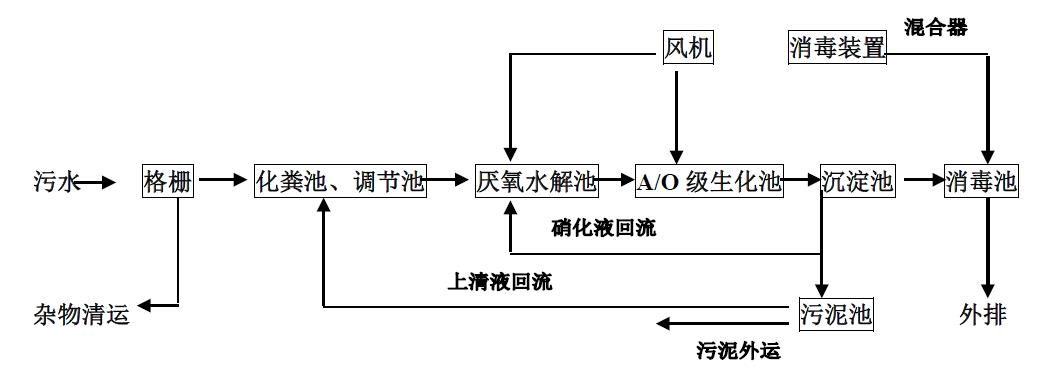 混合器
风机
消毒装置
污水
格栅
化粪池、调节池
厌氧水解池
A/O 级生化池
沉淀池
消毒池
硝化液回流
上清液回流
杂物清运
污泥池
外排
污泥外运